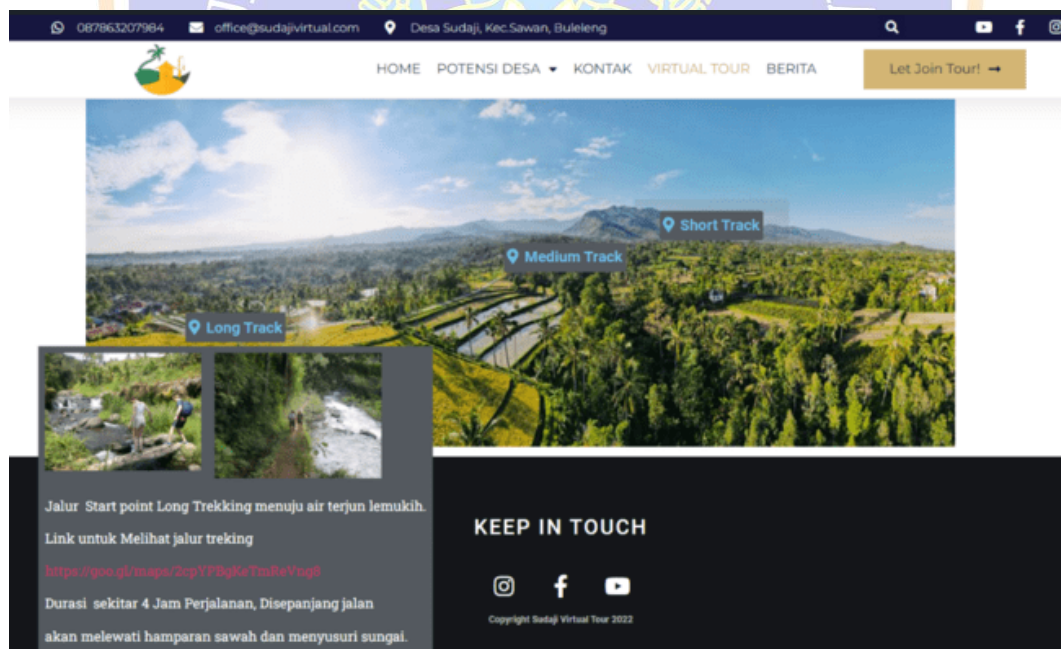 087863207984 office@sudajivirtual.com Desa Sudaji, Kec.Sawan, Buleleng
HOME POTENSI DESA KONTAK VIRTUAL TOUR BERITA Let Join Tour!
Short Track
Medium Track
Long Track
Jalur Start point Long Trekking menuju air terjun lemukih.
Link untuk Melihat jalur treking
Durasi sekitar 4 Jam Perjalanan, Disepanjang jalan
akan melewati hamparan sawah dan menyusuri sungai.
KEEP IN TOUCH
Copyright Sudaji Virtual Tour 2022